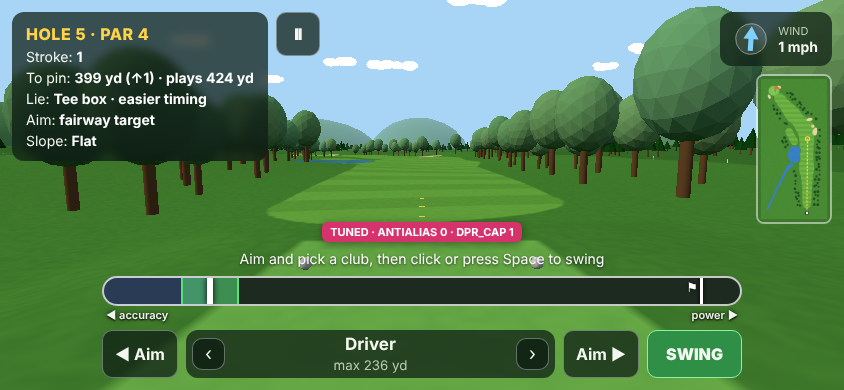 HOLE 5 · PAR 4
Stroke: 1
To pin: 399 yd (↑1) · plays 424 yd
Lie: Tee box · easier timing
Aim: fairway target
Slope: Flat
WIND
1 mph
TUNED · ANTIALIAS 0 · DPR_CAP 1
Aim and pick a club, then click or press Space to swing
◀ accuracy
power ▶
◀ Aim
‹
Driver
max 236 yd
›
Aim ▶
SWING